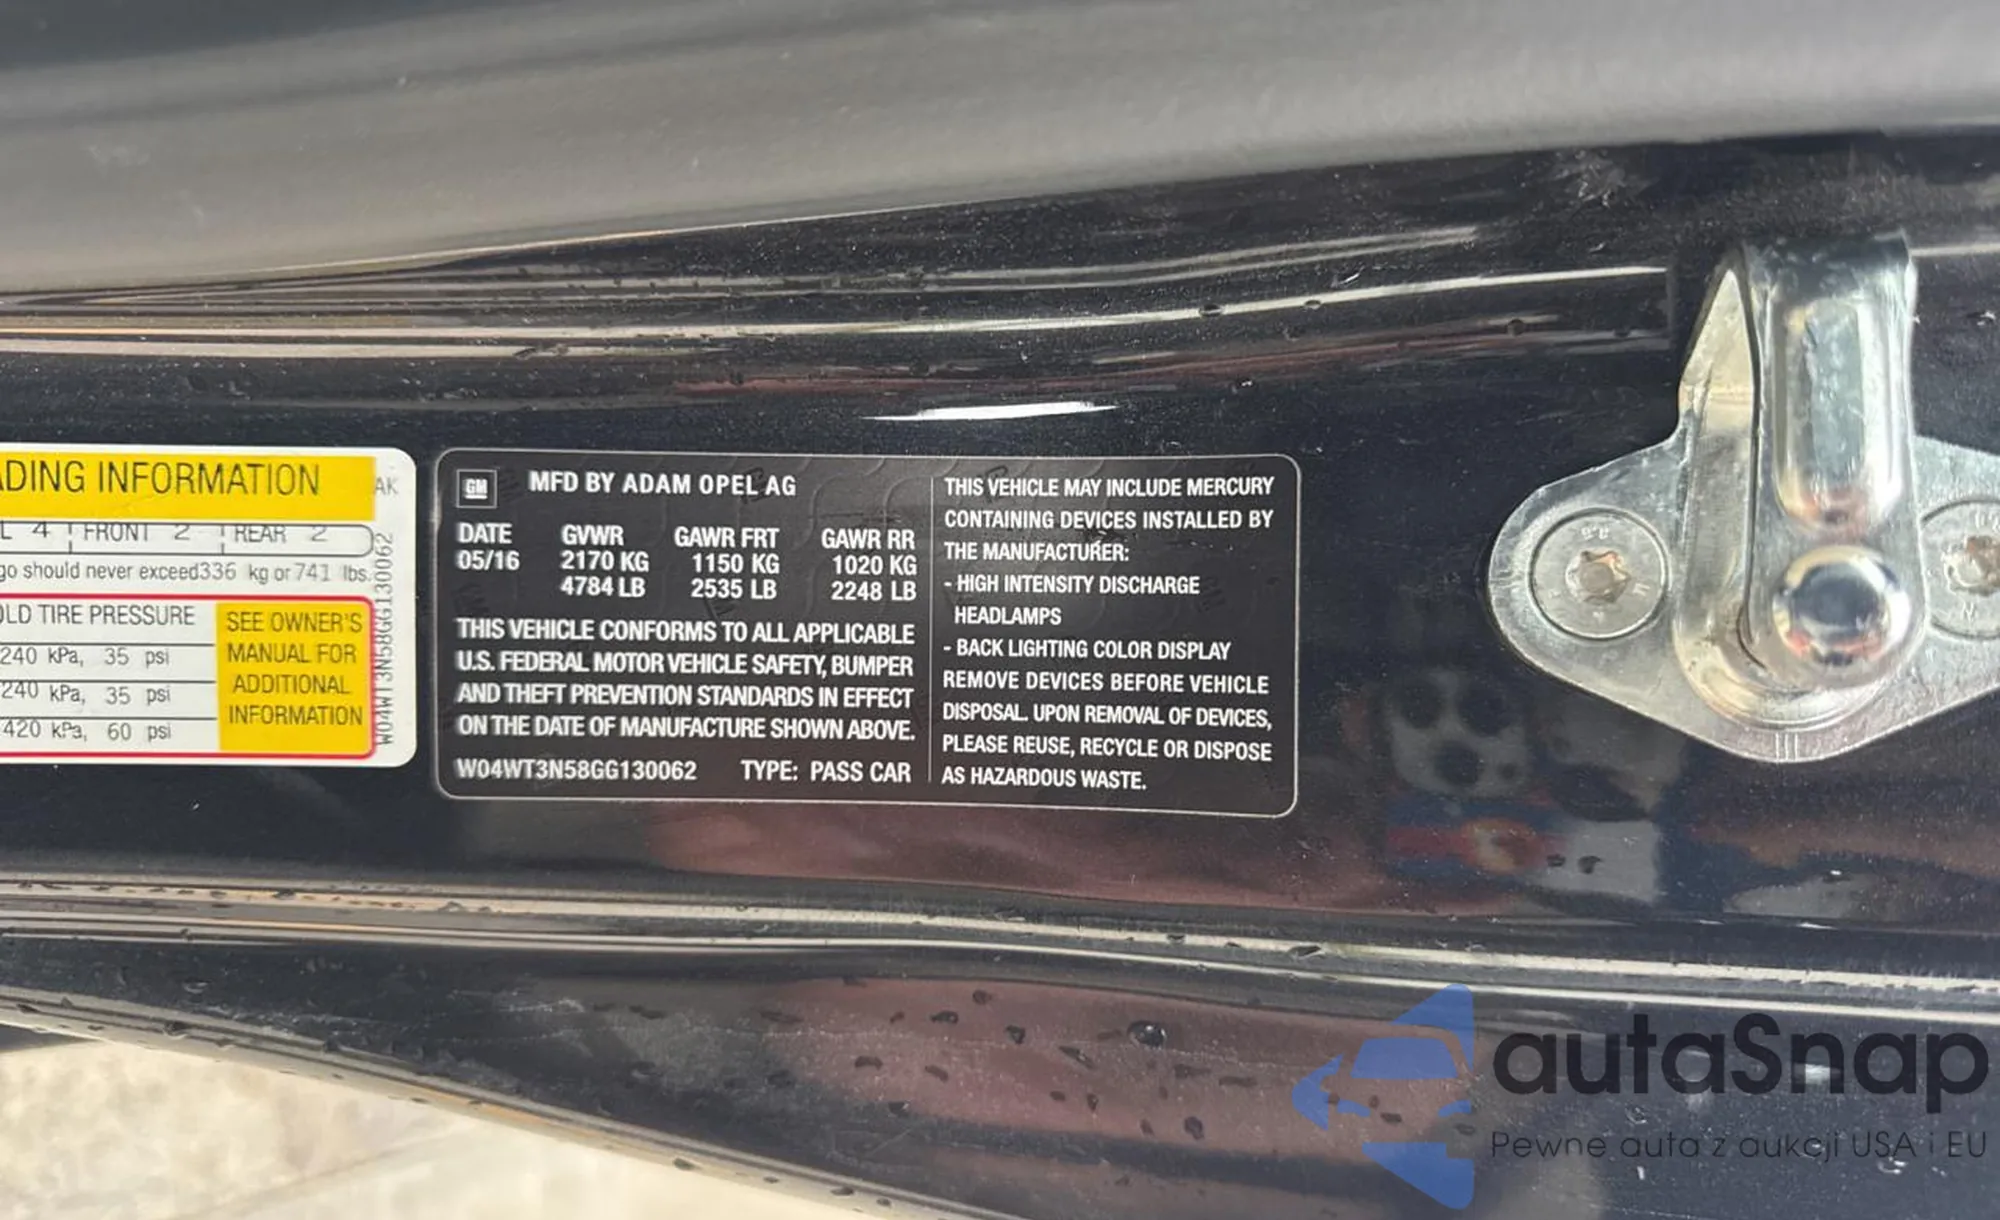 ADING INFORMATION
AK
L 4 FRONT 2 REAR 2
go should never exceed 336 kg or 741 lbs.
OLD TIRE PRESSURE
240 kPa, 35 psi
240 kPa, 35 psi
420 kPa, 60 psi
SEE OWNER'S
MANUAL FOR
ADDITIONAL
INFORMATION
W04WT3N58GG130062
GM
MFD BY ADAM OPEL AG
DATE GVWR GAWR FRT GAWR RR
05/16 2170 KG 1150 KG 1020 KG
4784 LB 2535 LB 2248 LB
THIS VEHICLE CONFORMS TO ALL APPLICABLE
U.S. FEDERAL MOTOR VEHICLE SAFETY, BUMPER
AND THEFT PREVENTION STANDARDS IN EFFECT
ON THE DATE OF MANUFACTURE SHOWN ABOVE.
W04WT3N58GG130062 TYPE: PASS CAR
THIS VEHICLE MAY INCLUDE MERCURY
CONTAINING DEVICES INSTALLED BY
THE MANUFACTURER:
- HIGH INTENSITY DISCHARGE
HEADLAMPS
- BACK LIGHTING COLOR DISPLAY
REMOVE DEVICES BEFORE VEHICLE
DISPOSAL. UPON REMOVAL OF DEVICES,
PLEASE REUSE, RECYCLE OR DISPOSE
AS HAZARDOUS WASTE.
autaSnap
Pewne auta z aukcji USA i EU